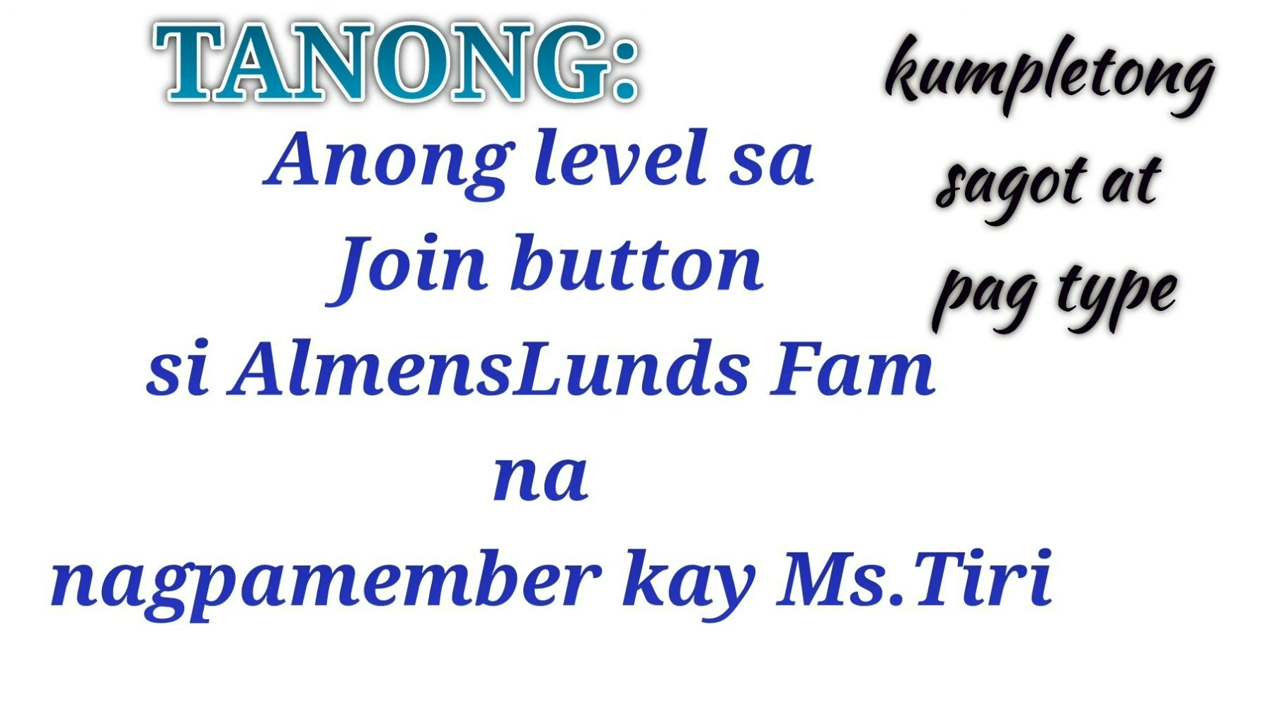 TANONG:
Anong level sa
Join button
si AlmensLunds Fam
na
nagpamember kay Ms.Tiri
kumpletong
sagot at
pag type